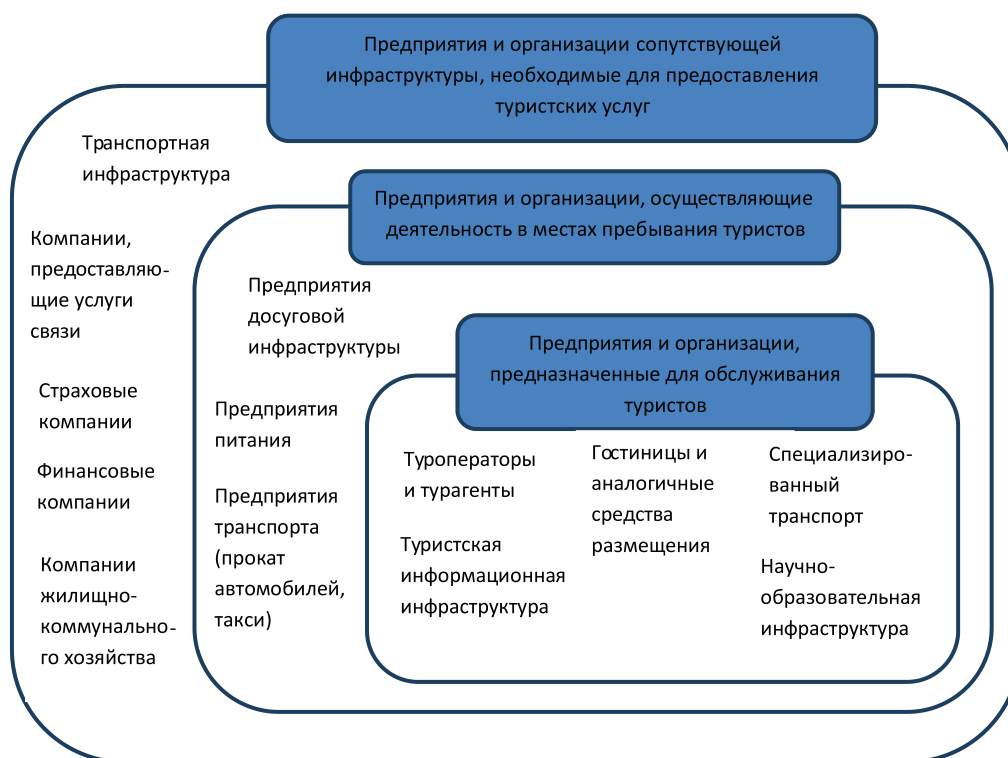 Предприятия и организации сопутствующей
инфраструктуры, необходимые для предоставления
туристских услуг
Транспортная
инфраструктура
Компании,
предоставляю-
щие услуги
связи
Страховые
компании
Финансовые
компании
Компании
жилищно-
коммунально-
го хозяйства
Предприятия и организации, осуществляющие
деятельность в местах пребывания туристов
Предприятия
досуговой
инфраструктуры
Предприятия
питания
Предприятия
транспорта
(прокат
автомобилей,
такси)
Предприятия и организации,
предназначенные для обслуживания
туристов
Туроператоры
и турагенты
Туристская
информационная
инфраструктура
Гостиницы и
аналогичные
средства
размещения
Специализиро-
ванный
транспорт
Научно-
образовательная
инфраструктура